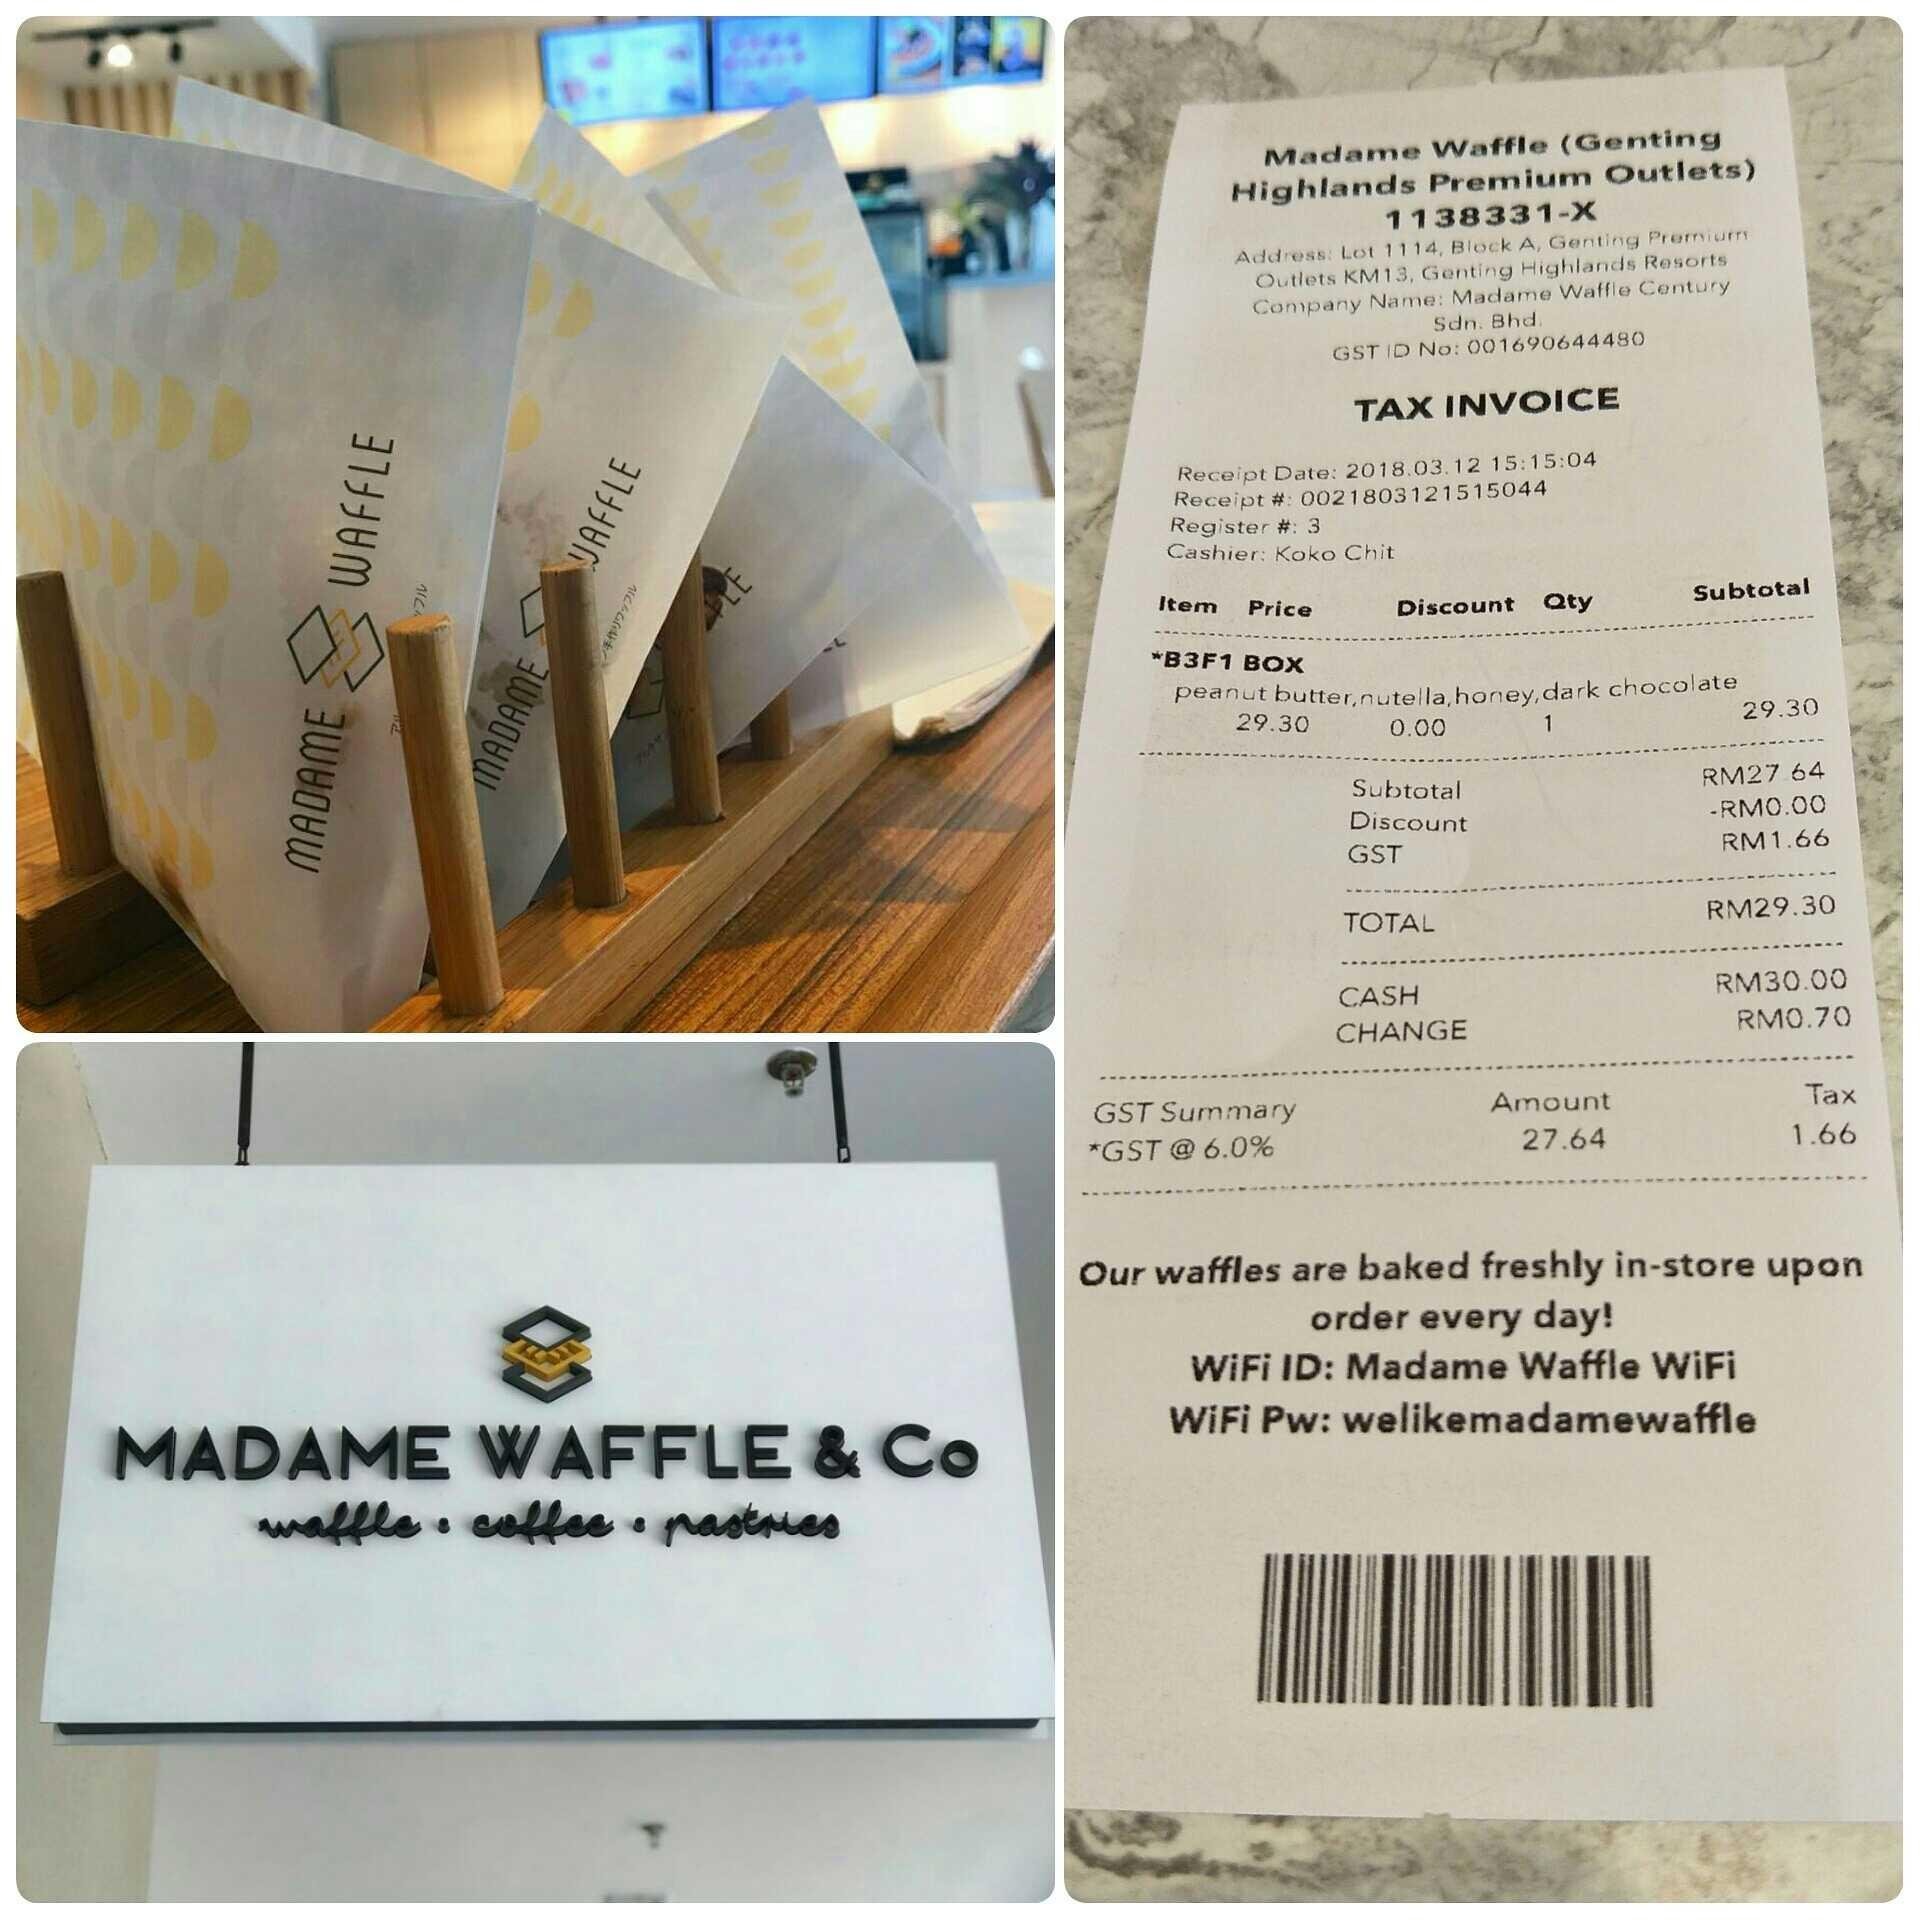 MADAME WAFFLE
MADAME WAFFLE
MADAME WAFFLE & Co
waffle • coffee • pastries
Madame Waffle (Genting
Highlands Premium Outlets)
1138331-X
Address: Lot 1114, Block A, Genting Premium
Outlets KM13, Genting Highlands Resorts
Company Name: Madame Waffle Century
Sdn. Bhd.
GST ID No: 001690644480
TAX INVOICE
Receipt Date: 2018.03.12 15:15:04
Receipt #: 0021803121515044
Register #: 3
Cashier: Koko Chit
Item Price Discount Qty Subtotal
*B3F1 BOX
peanut butter,nutella,honey,dark chocolate
29.30 0.00 1 29.30
Subtotal RM27.64
Discount -RM0.00
GST RM1.66
TOTAL RM29.30
CASH RM30.00
CHANGE RM0.70
GST Summary Amount Tax
*GST @ 6.0% 27.64 1.66
Our waffles are baked freshly in-store upon
order every day!
WiFi ID: Madame Waffle WiFi
WiFi Pw: welikemadamewaffle